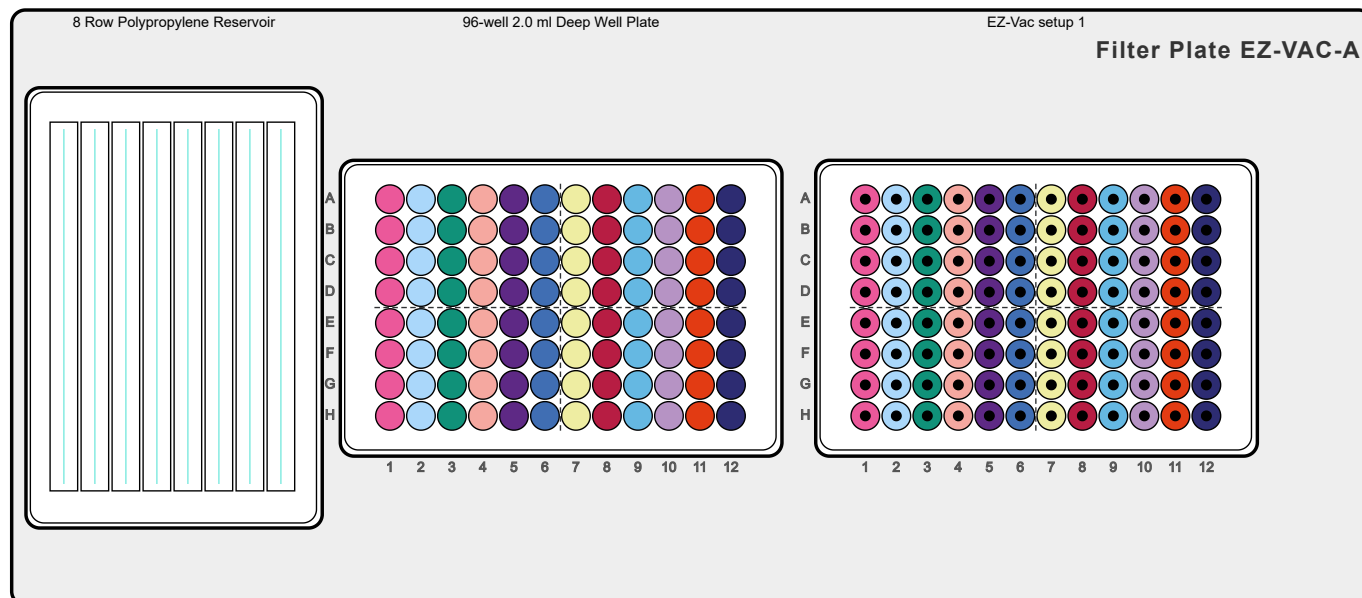 8 Row Polypropylene Reservoir
96-well 2.0 ml Deep Well Plate
EZ-Vac setup 1
Filter Plate EZ-VAC-A
A
B
C
D
E
F
G
H
1 2 3 4 5 6 7 8 9 10 11 12
A
B
C
D
E
F
G
H
1 2 3 4 5 6 7 8 9 10 11 12